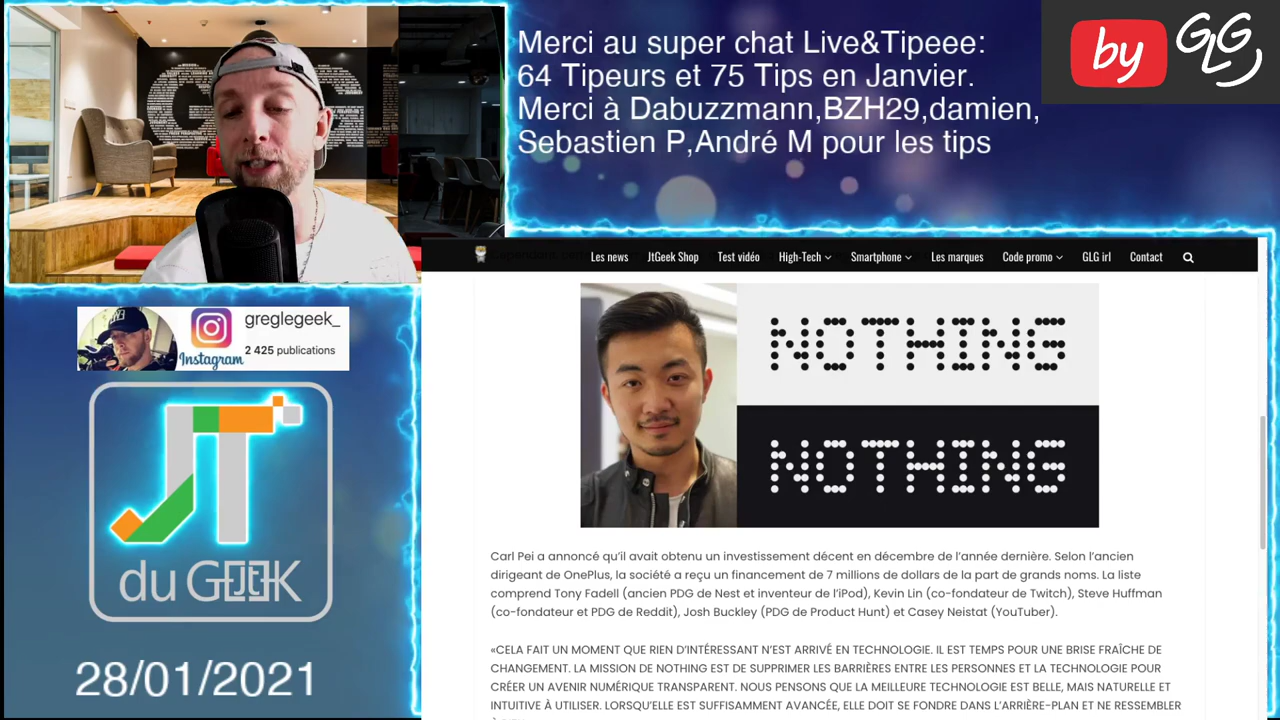 Merci au super chat Live&Tipeee:
64 Tipeurs et 75 Tips en Janvier.
Merci à Dabuzzmann,BZH29,damien,
Sebastien P,André M pour les tips
by GLG
Les news JtGeek Shop Test vidéo High-Tech Smartphone Les marques Code promo GLG irl Contact
greglegeek_
Instagram
2 425 publications
NOTHING
NOTHING
JT
du GEEK
28/01/2021
Carl Pei a annoncé qu’il avait obtenu un investissement décent en décembre de l’année dernière. Selon l’ancien
dirigeant de OnePlus, la société a reçu un financement de 7 millions de dollars de la part de grands noms. La liste
comprend Tony Fadell (ancien PDG de Nest et inventeur de l’iPod), Kevin Lin (co-fondateur de Twitch), Steve Huffman
(co-fondateur et PDG de Reddit), Josh Buckley (PDG de Product Hunt) et Casey Neistat (YouTuber).
«CELA FAIT UN MOMENT QUE RIEN D’INTÉRESSANT N’EST ARRIVÉ EN TECHNOLOGIE. IL EST TEMPS POUR UNE BRISE FRAÎCHE DE
CHANGEMENT. LA MISSION DE NOTHING EST DE SUPPRIMER LES BARRIÈRES ENTRE LES PERSONNES ET LA TECHNOLOGIE POUR
CRÉER UN AVENIR NUMÉRIQUE TRANSPARENT. NOUS PENSONS QUE LA MEILLEURE TECHNOLOGIE EST BELLE, MAIS NATURELLE ET
INTUITIVE À UTILISER. LORSQU’ELLE EST SUFFISAMMENT AVANCÉE, ELLE DOIT SE FONDRE DANS L’ARRIÈRE-PLAN ET NE RESSEMBLER